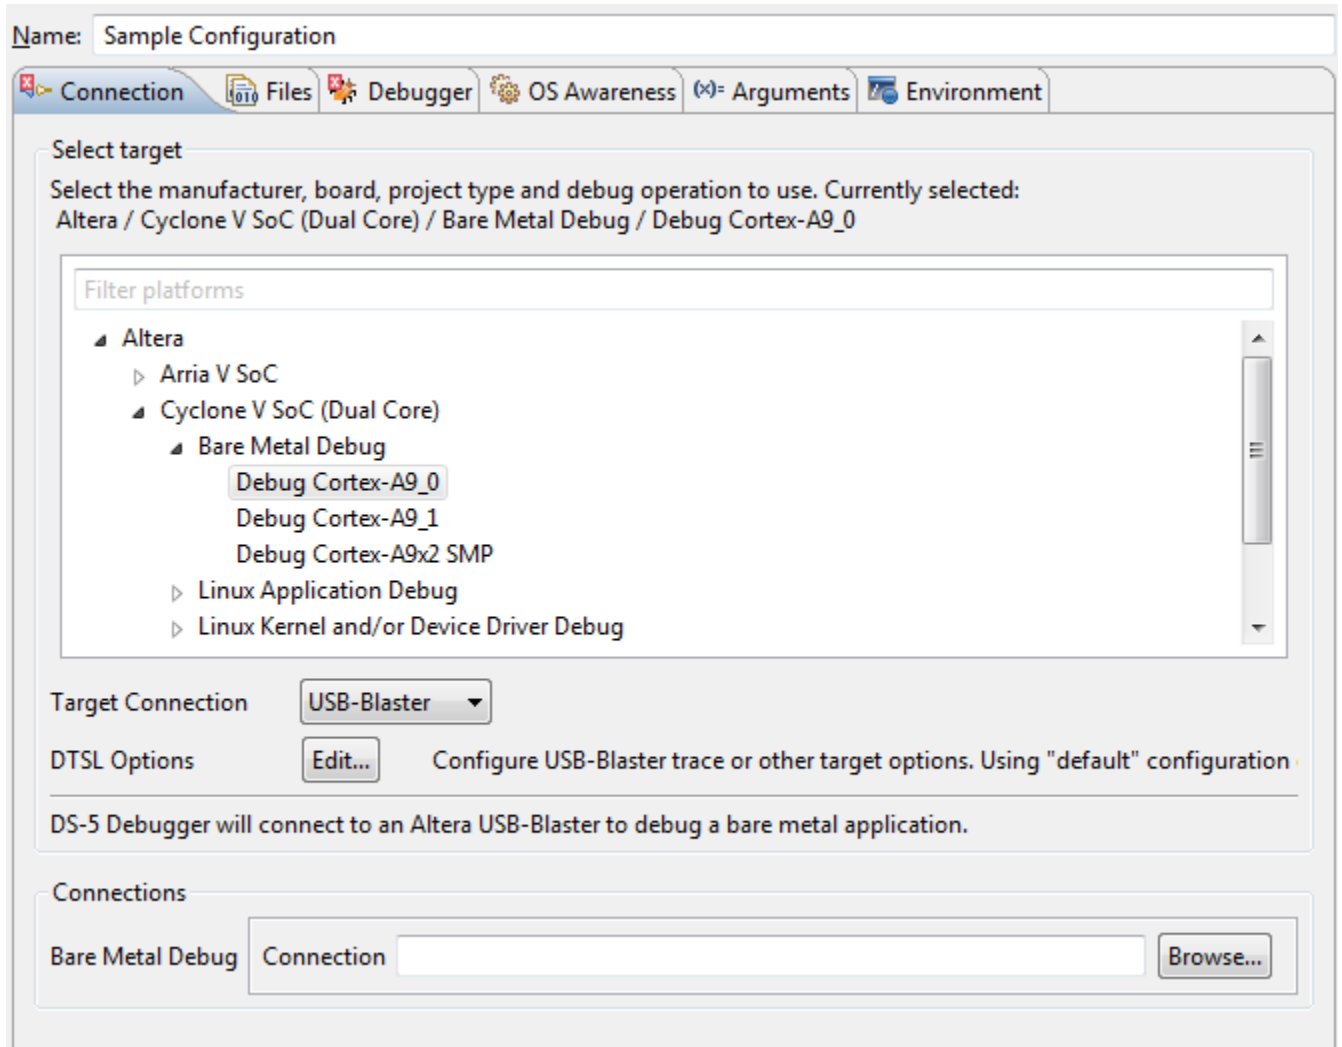 Name: Sample Configuration
Connection Files Debugger OS Awareness (x)= Arguments Environment
Select target
Select the manufacturer, board, project type and debug operation to use. Currently selected:
Altera / Cyclone V SoC (Dual Core) / Bare Metal Debug / Debug Cortex-A9_0
Filter platforms
Altera
Arria V SoC
Cyclone V SoC (Dual Core)
Bare Metal Debug
Debug Cortex-A9_0
Debug Cortex-A9_1
Debug Cortex-A9x2 SMP
Linux Application Debug
Linux Kernel and/or Device Driver Debug
Target Connection USB-Blaster
DTSL Options Edit... Configure USB-Blaster trace or other target options. Using "default" configuration
DS-5 Debugger will connect to an Altera USB-Blaster to debug a bare metal application.
Connections
Bare Metal Debug Connection Browse...